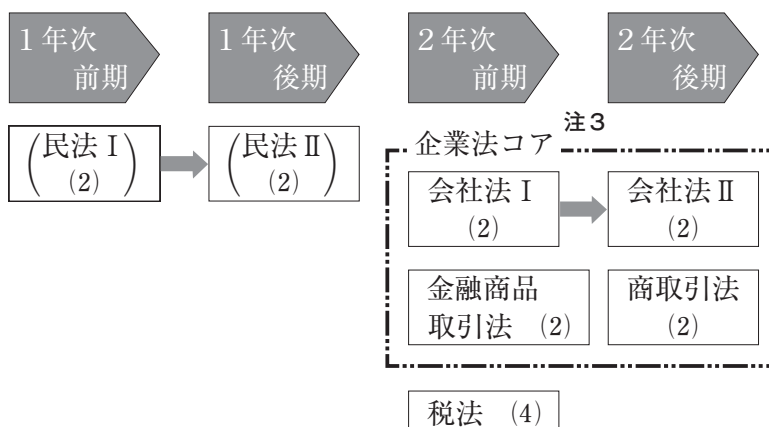 1年次
前期
1年次
後期
2年次
前期
2年次
後期
(民法Ⅰ
(2))
(民法Ⅱ
(2))
企業法コア
注3
会社法Ⅰ
(2)
会社法Ⅱ
(2)
金融商品
取引法 (2)
商取引法
(2)
税法 (4)